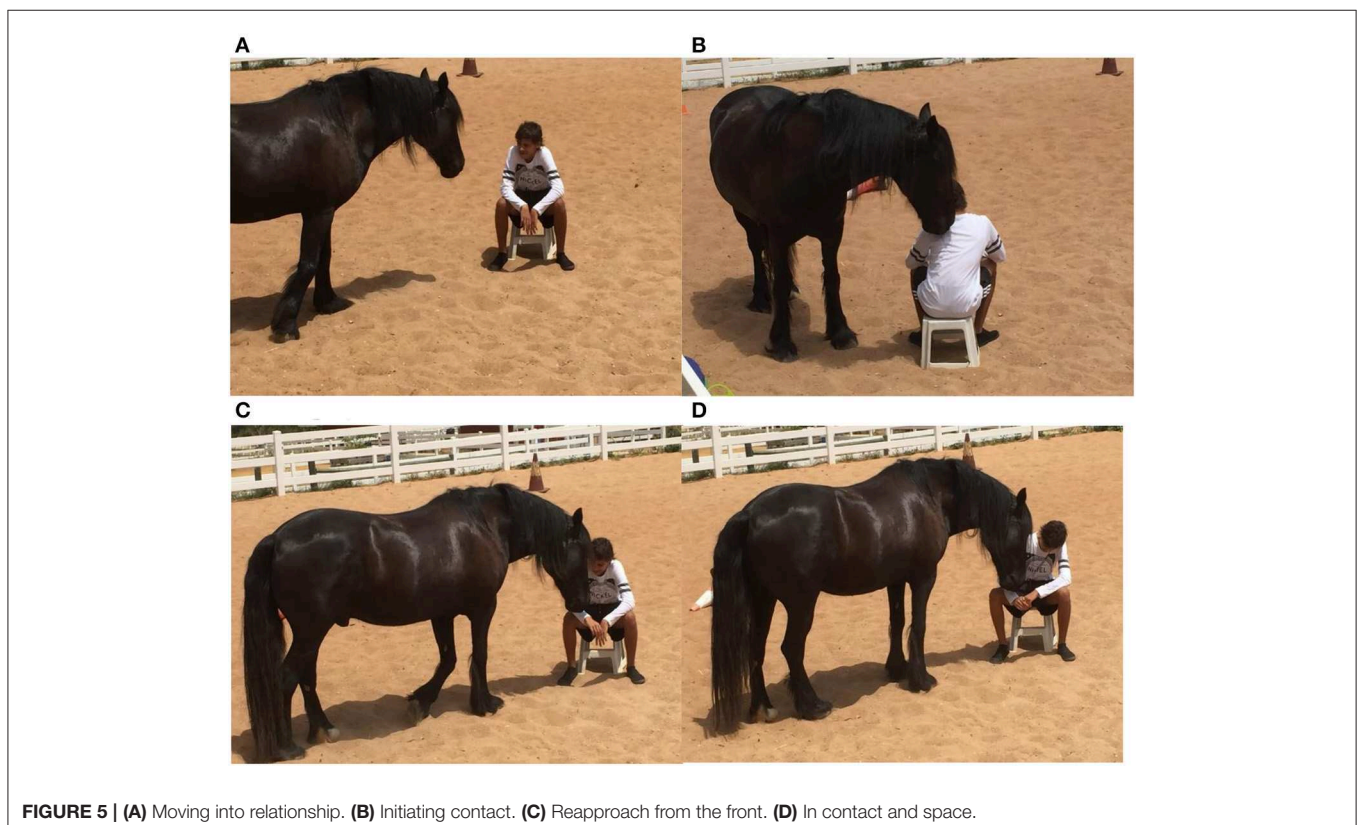 A
B
C
D
FIGURE 5 | (A) Moving into relationship. (B) Initiating contact. (C) Reapproach from the front. (D) In contact and space.